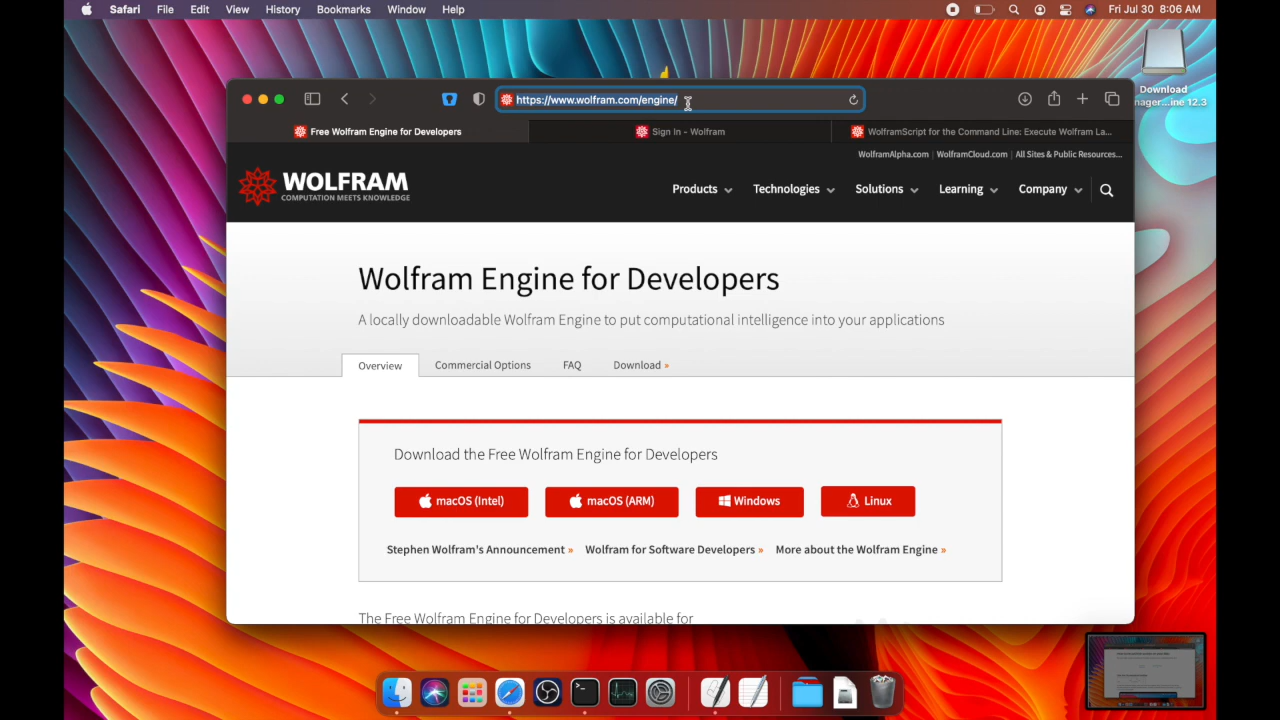 Safari File Edit View History Bookmarks Window Help Fri Jul 30 8:06 AM
https://www.wolfram.com/engine/
Download
nager...ine 12.3
Free Wolfram Engine for Developers Sign In – Wolfram WolframScript for the Command Line: Execute Wolfram La...
WolframAlpha.com | WolframCloud.com | All Sites & Public Resources...
WOLFRAM
COMPUTATION MEETS KNOWLEDGE
Products Technologies Solutions Learning Company
Wolfram Engine for Developers
A locally downloadable Wolfram Engine to put computational intelligence into your applications
Overview Commercial Options FAQ Download »
Download the Free Wolfram Engine for Developers
macOS (Intel) macOS (ARM) Windows Linux
Stephen Wolfram's Announcement » Wolfram for Software Developers » More about the Wolfram Engine »
The Free Wolfram Engine for Developers is available for